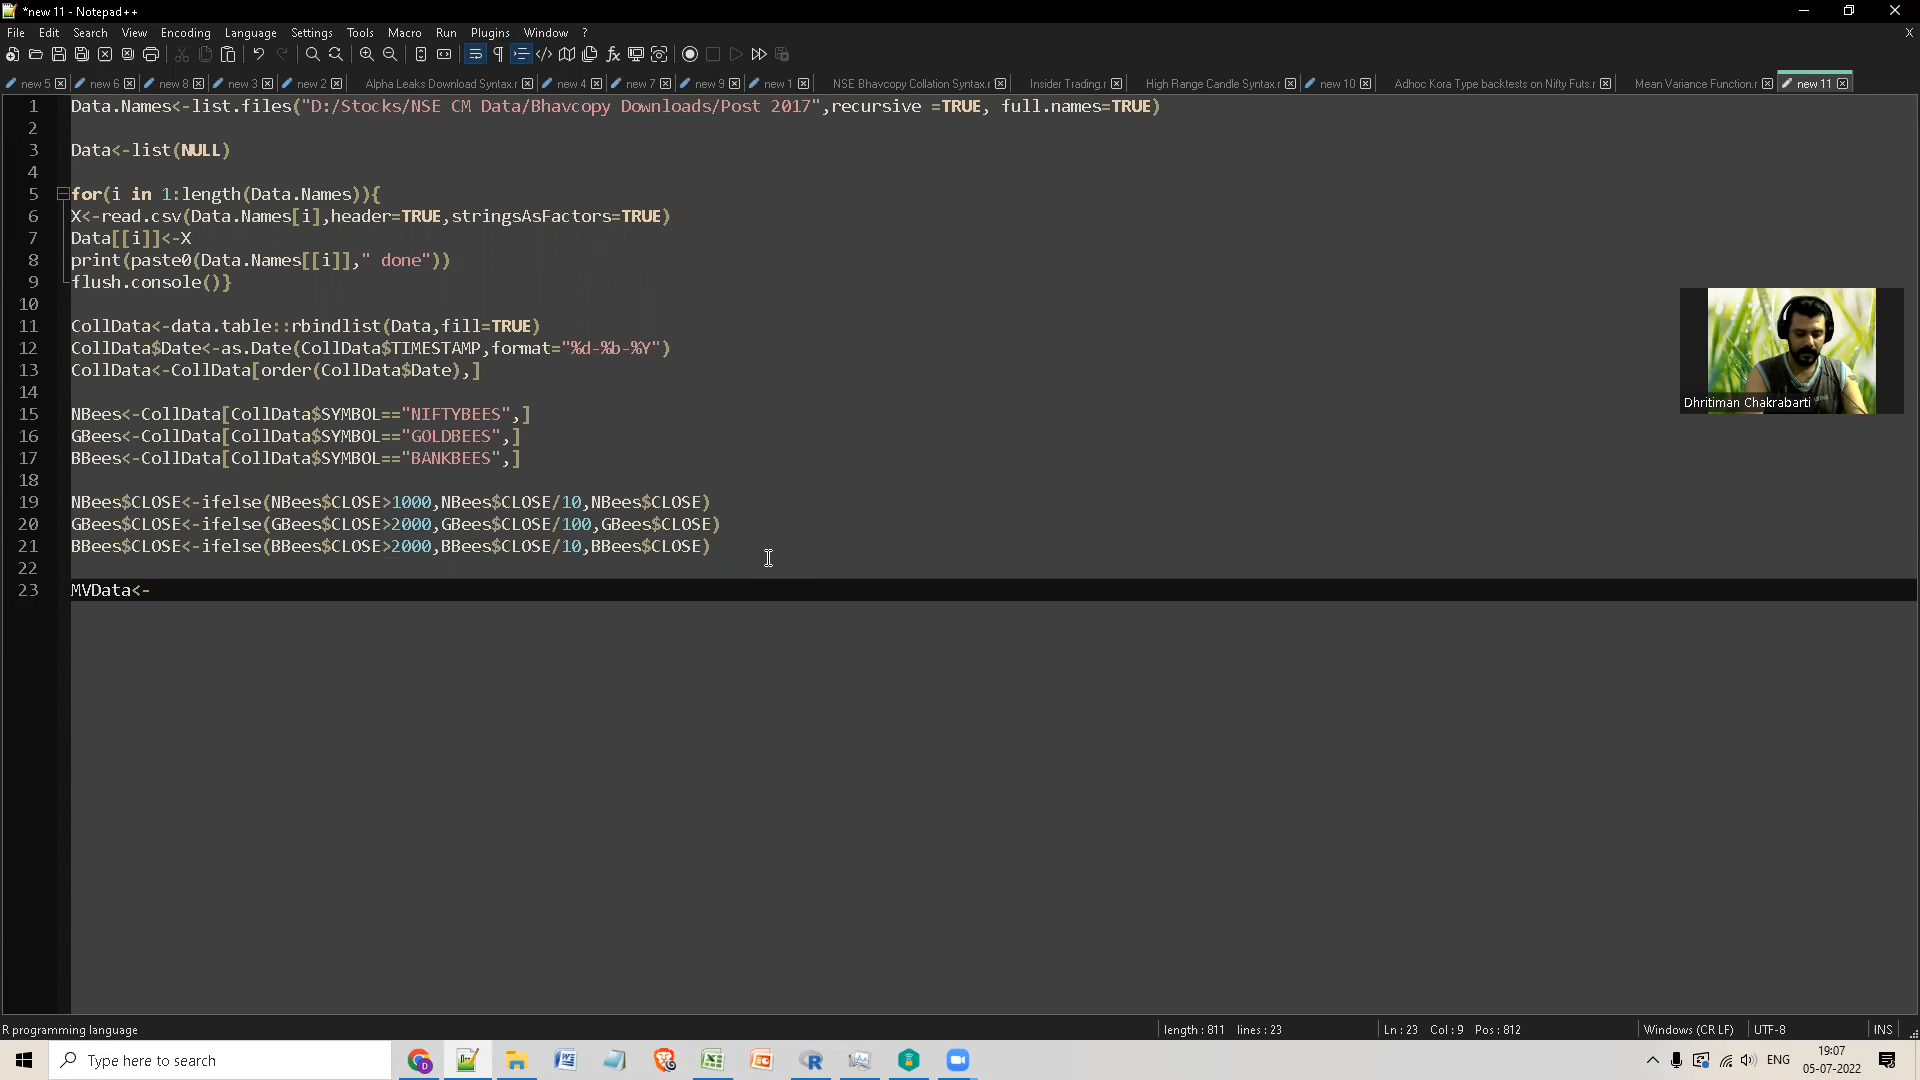 *new 11 - Notepad++
File Edit Search View Encoding Language Settings Tools Macro Run Plugins Window ? X
new 5 new 6 new 8 new 3 new 2 Alpha Leaks Download Syntax.r new 4 new 7 new 9 new 1 NSE Bhavcopy Collation Syntax.r Insider Trading.r High Range Candle Syntax.r new 10 Adhoc Kora Type backtests on Nifty Futs.r Mean Variance Function.r new 11
1 Data.Names<-list.files("D:/Stocks/NSE CM Data/Bhavcopy Downloads/Post 2017",recursive =TRUE, full.names=TRUE)
2
3 Data<-list(NULL)
4
5 for(i in 1:length(Data.Names)){
6 X<-read.csv(Data.Names[i],header=TRUE,stringsAsFactors=TRUE)
7 Data[[i]]<-X
8 print(paste0(Data.Names[[i]]," done"))
9 flush.console()}
10
11 CollData<-data.table::rbindlist(Data,fill=TRUE)
12 CollData$Date<-as.Date(CollData$TIMESTAMP,format="%d-%b-%Y")
13 CollData<-CollData[order(CollData$Date),]
14
15 NBees<-CollData[CollData$SYMBOL=="NIFTYBEES",]
16 GBees<-CollData[CollData$SYMBOL=="GOLDBEES",]
17 BBees<-CollData[CollData$SYMBOL=="BANKBEES",]
18
19 NBees$CLOSE<-ifelse(NBees$CLOSE>1000,NBees$CLOSE/10,NBees$CLOSE)
20 GBees$CLOSE<-ifelse(GBees$CLOSE>2000,GBees$CLOSE/100,GBees$CLOSE)
21 BBees$CLOSE<-ifelse(BBees$CLOSE>2000,BBees$CLOSE/10,BBees$CLOSE)
22
23 MVData<-
Dhritiman Chakrabarti
R programming language length : 811 lines : 23 Ln : 23 Col : 9 Pos : 812 Windows (CR LF) UTF-8 INS
Type here to search
ENG
19:07
05-07-2022